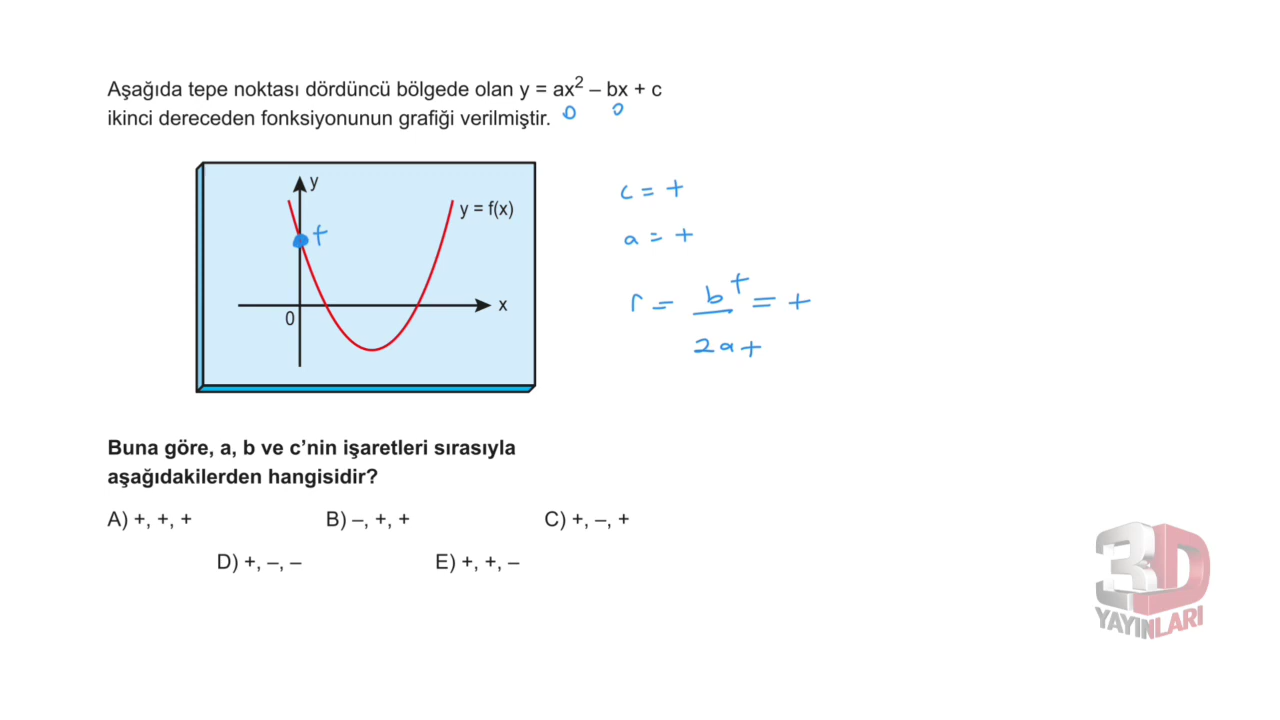 Aşağıda tepe noktası dördüncü bölgede olan y = ax² – bx + c
ikinci dereceden fonksiyonunun grafiği verilmiştir.
y
y = f(x)
+
x
0
c = +
a = +
r = b+ = +
2a+
Buna göre, a, b ve c’nin işaretleri sırasıyla
aşağıdakilerden hangisidir?
A) +, +, + B) –, +, + C) +, –, +
D) +, –, – E) +, +, –
3D
YAYINLARI